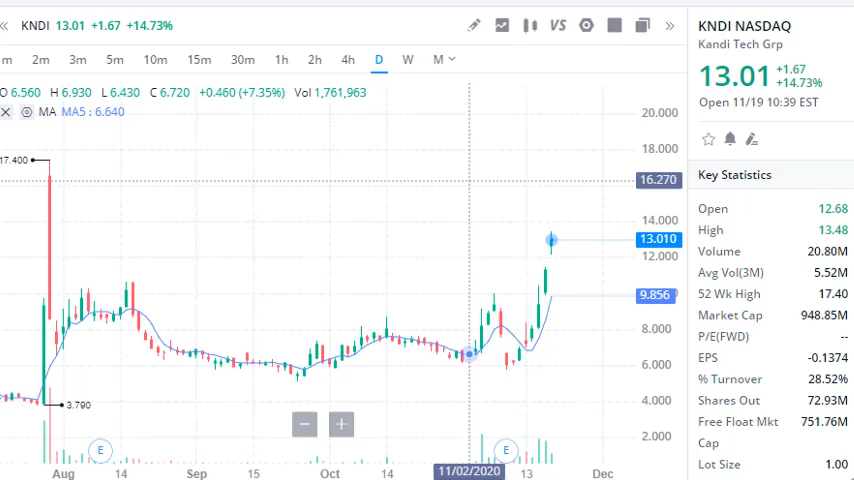 KNDI 13.01 +1.67 +14.73%
VS
m 2m 3m 5m 10m 15m 30m 1h 2h 4h D W M
O 6.560 H 6.930 L 6.430 C 6.720 +0.460 (+7.35%) Vol 1,761,963
MA MA5 : 6.640
20.000
18.000
17.400
16.270
14.000
13.010
12.000
9.856
8.000
6.000
4.000
3.790
2.000
E E
Aug 14 Sep 15 Oct 14 11/02/2020 13 Dec
KNDI NASDAQ
Kandi Tech Grp
13.01 +1.67
+14.73%
Open 11/19 10:39 EST
Key Statistics
Open 12.68
High 13.48
Volume 20.80M
Avg Vol(3M) 5.52M
52 Wk High 17.40
Market Cap 948.85M
P/E(FWD) --
EPS -0.1374
% Turnover 28.52%
Shares Out 72.93M
Free Float Mkt 751.76M
Cap
Lot Size 1.00